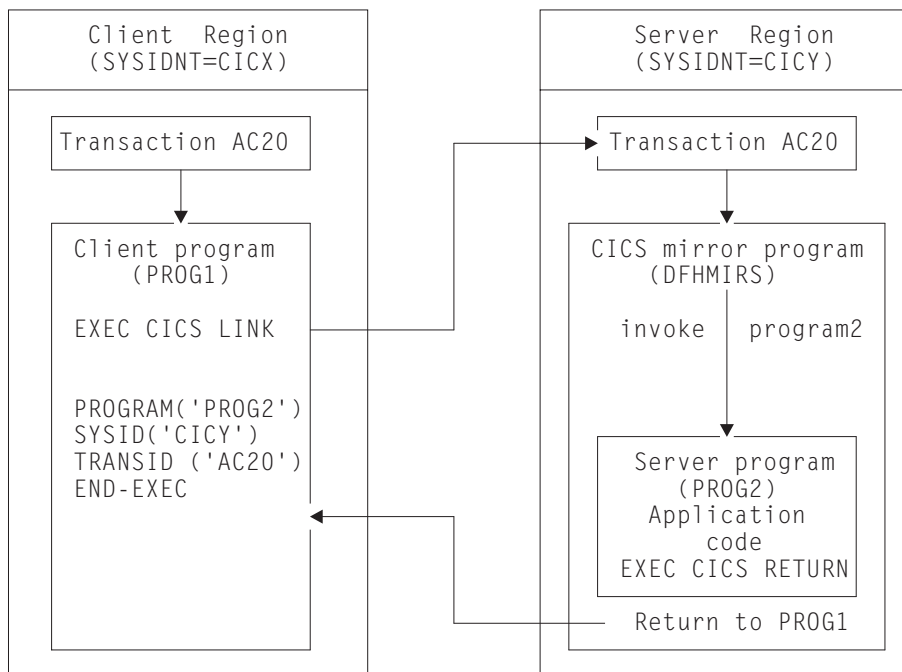 Client Region
(SYSIDNT=CICX)
Transaction AC20
Client program
(PROG1)
EXEC CICS LINK
PROGRAM('PROG2')
SYSID('CICY')
TRANSID ('AC20')
END-EXEC
Server Region
(SYSIDNT=CICY)
Transaction AC20
CICS mirror program
(DFHMIRS)
invoke program2
Server program
(PROG2)
Application
code
EXEC CICS RETURN
Return to PROG1